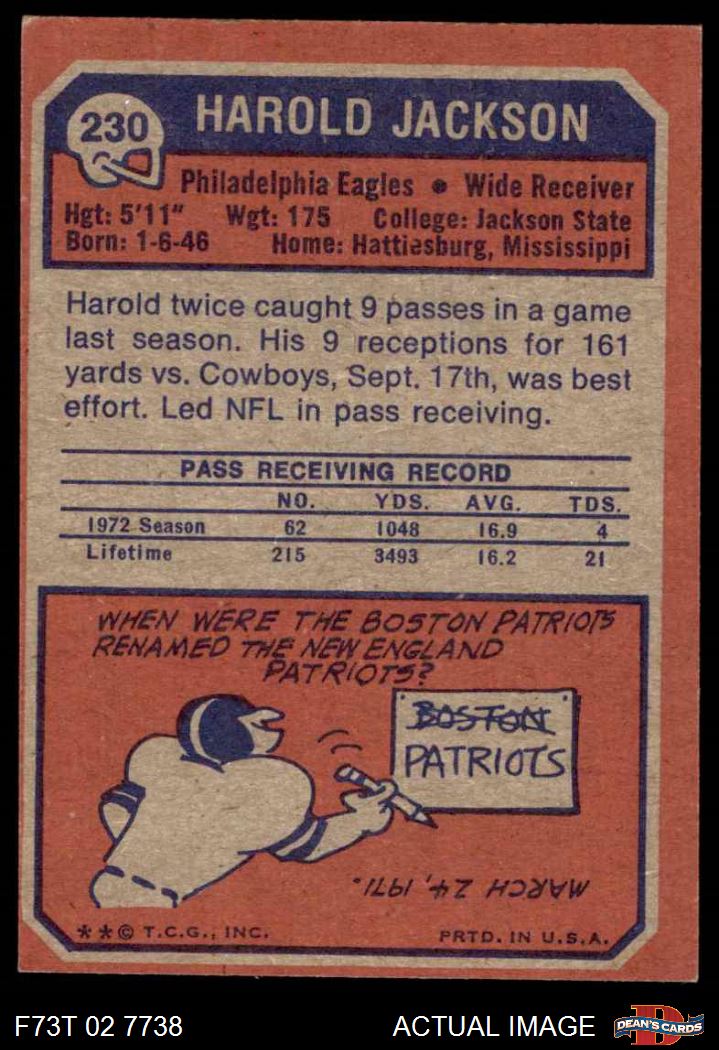 230
HAROLD JACKSON
Philadelphia Eagles • Wide Receiver
Hgt: 5'11" Wgt: 175 College: Jackson State
Born: 1-6-46 Home: Hattiesburg, Mississippi
Harold twice caught 9 passes in a game
last season. His 9 receptions for 161
yards vs. Cowboys, Sept. 17th, was best
effort. Led NFL in pass receiving.
PASS RECEIVING RECORD
NO. YDS. AVG. TDS.
1972 Season 62 1048 16.9 4
Lifetime 215 3493 16.2 21
WHEN WERE THE BOSTON PATRIOTS
RENAMED THE NEW ENGLAND
PATRIOTS?
BOSTON
PATRIOTS
MARCH 24, 1971.
**© T.C.G., INC. PRTD. IN U.S.A.
F73T 02 7738 ACTUAL IMAGE D DEAN'S CARDS